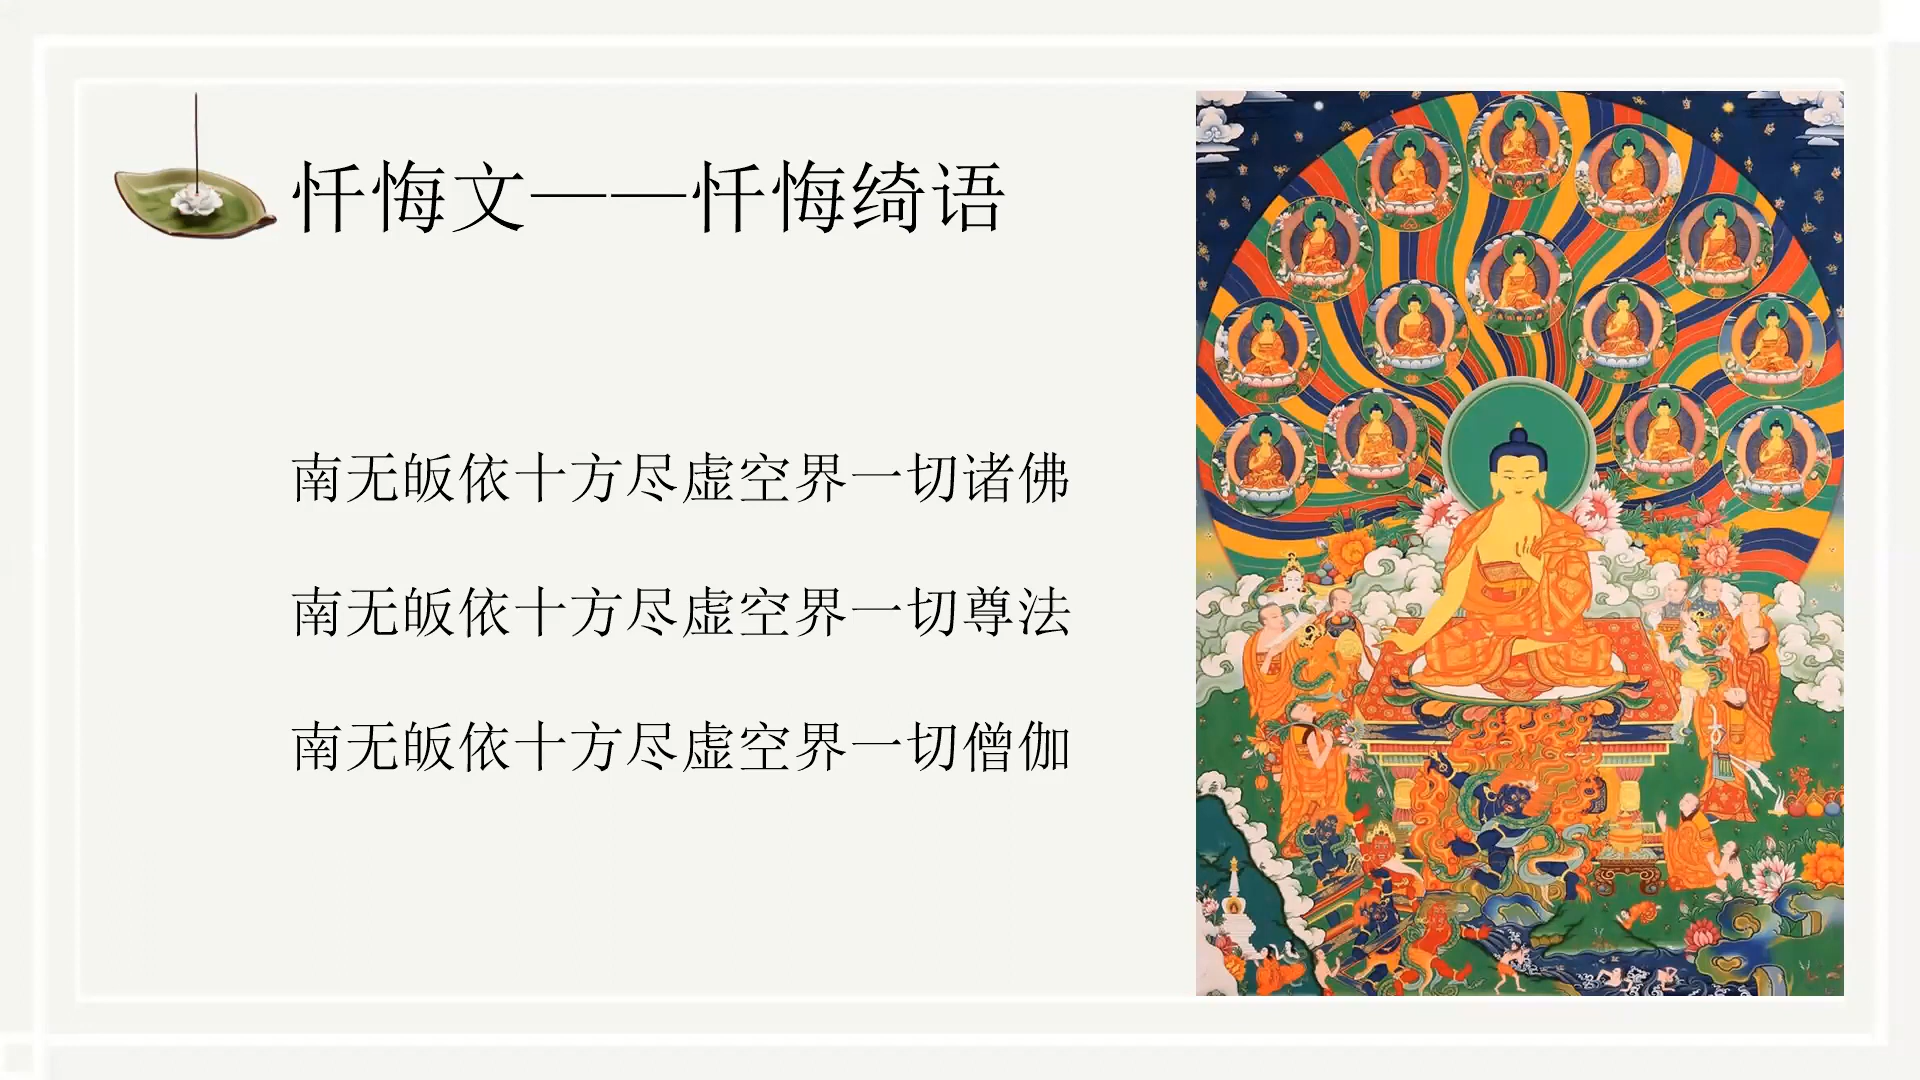 忏悔文——忏悔绮语
南无皈依十方尽虚空界一切诸佛
南无皈依十方尽虚空界一切尊法
南无皈依十方尽虚空界一切僧伽